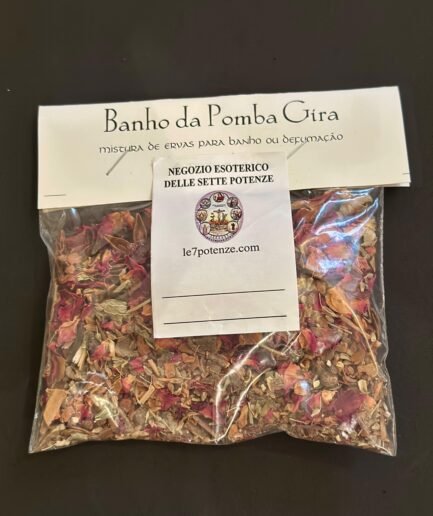 Banho da Pomba Gira
mistura de ervas para banho ou defumação
NEGOZIO ESOTERICO
DELLE SETTE POTENZE
le7potenze.com